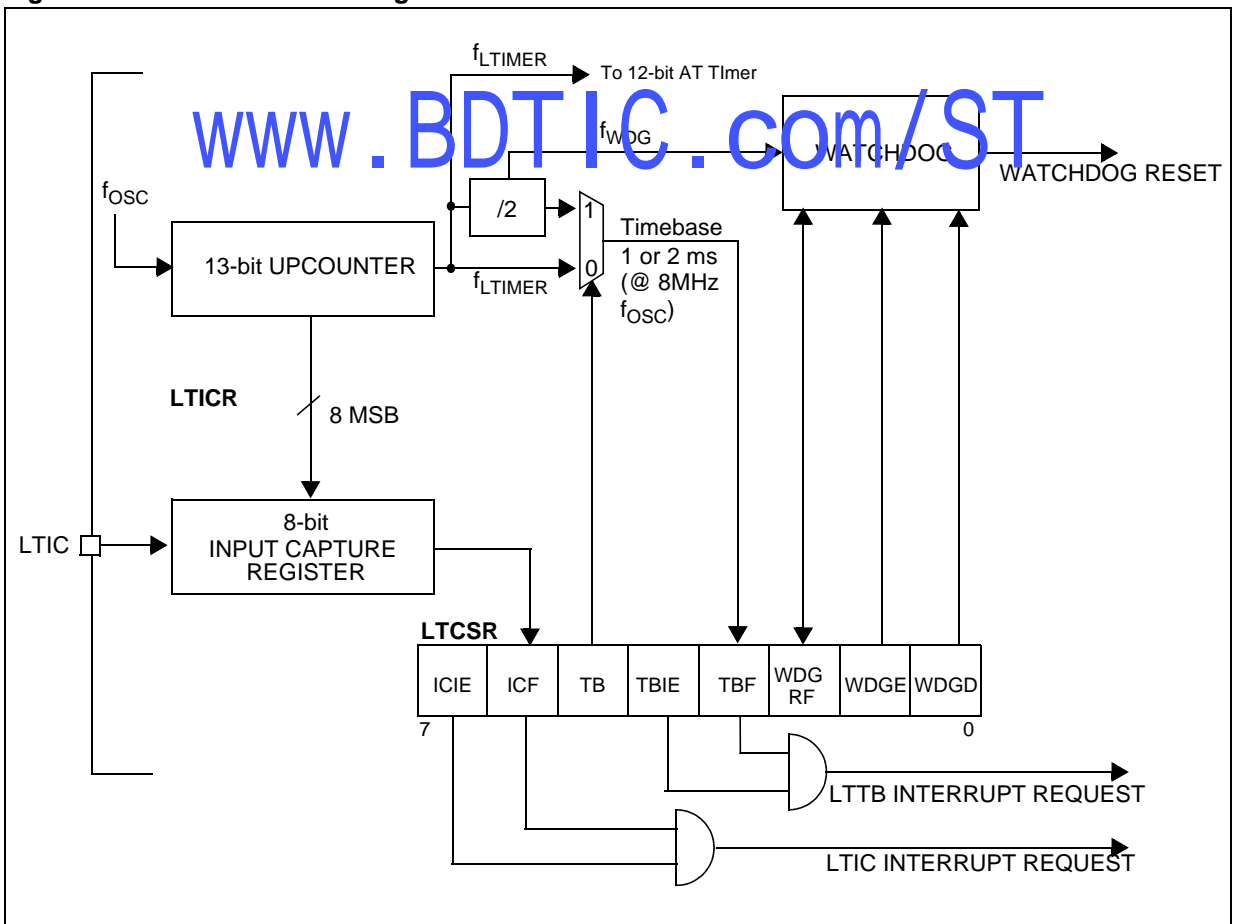 fLTIMER
To 12-bit AT TImer
www.BDTIC.com/ST
fWDG
WATCHDOG
WATCHDOG RESET
fOSC
/2
1
Timebase
1 or 2 ms
(@ 8MHz
fOSC)
13-bit UPCOUNTER
0
fLTIMER
LTICR
8 MSB
LTIC
8-bit
INPUT CAPTURE
REGISTER
LTCSR
ICIE ICF TB TBIE TBF WDG RF WDGE WDGD
7 0
LTTB INTERRUPT REQUEST
LTIC INTERRUPT REQUEST